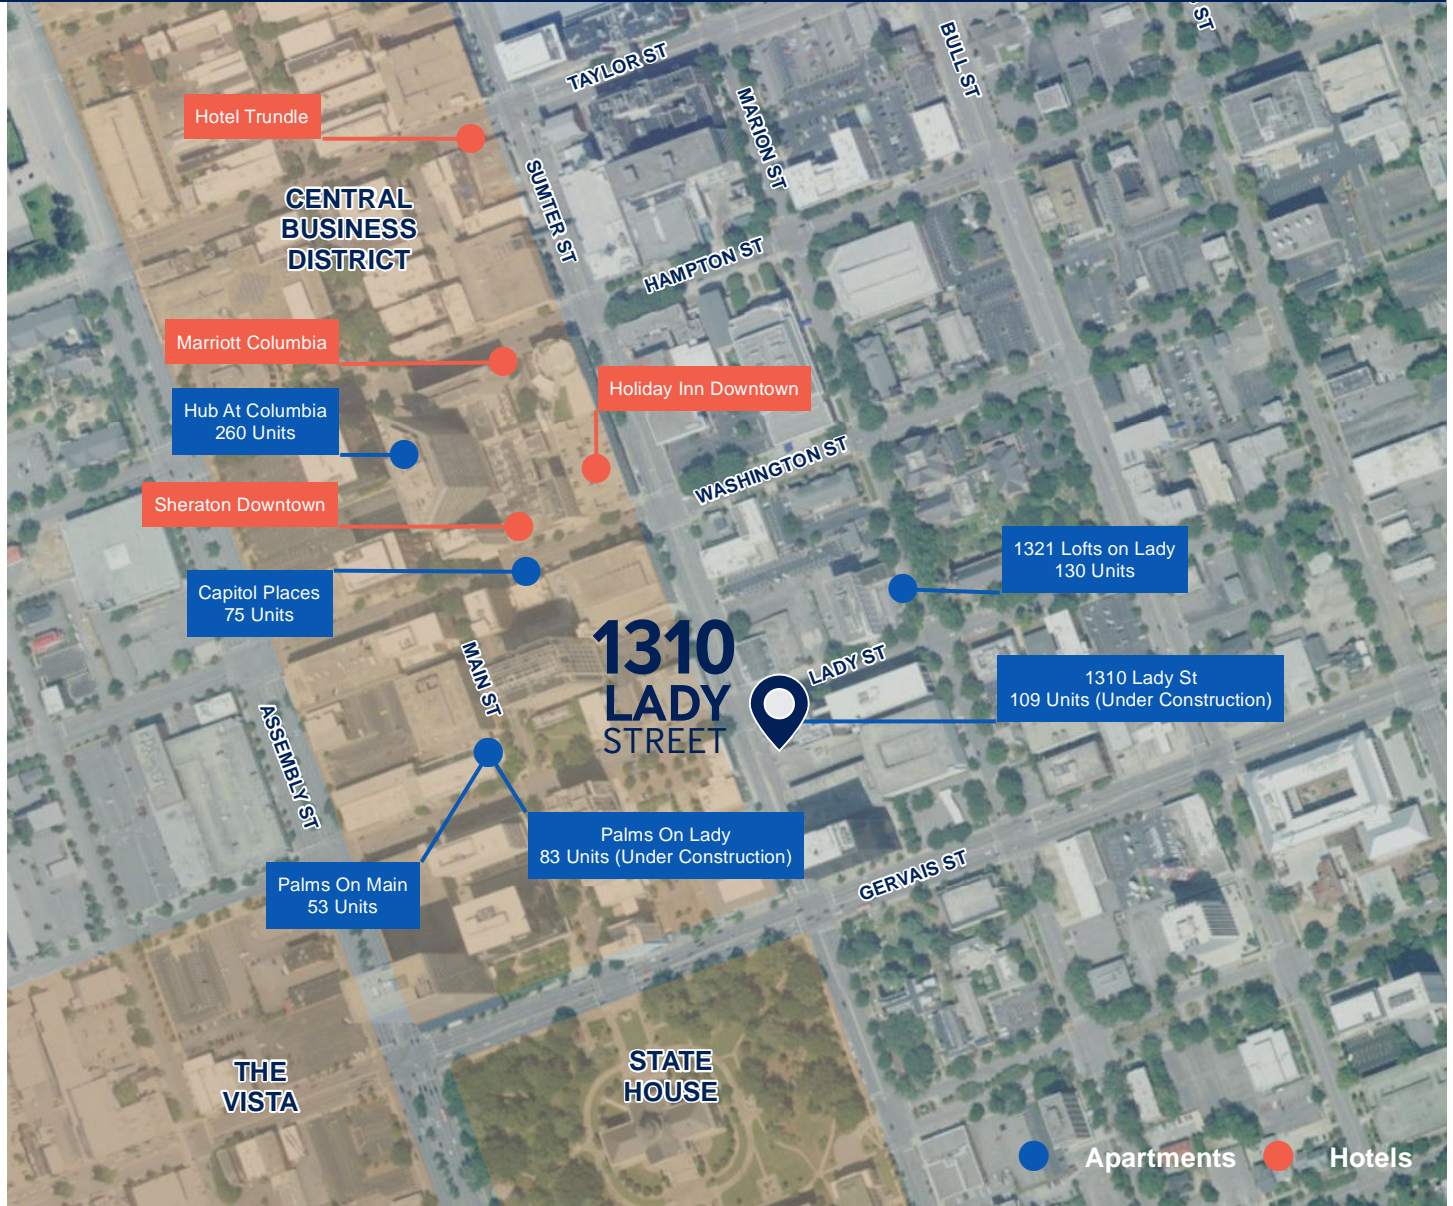 ST
TAYLOR ST
BULL ST
MARION ST
Hotel Trundle
SUMTER ST
CENTRAL
BUSINESS
DISTRICT
HAMPTON ST
Marriott Columbia
Holiday Inn Downtown
Hub At Columbia
260 Units
WASHINGTON ST
Sheraton Downtown
1321 Lofts on Lady
130 Units
Capitol Places
75 Units
1310
LADY
STREET
MAIN ST
LADY ST
1310 Lady St
109 Units (Under Construction)
ASSEMBLY ST
Palms On Lady
83 Units (Under Construction)
Palms On Main
53 Units
GERVAIS ST
THE
VISTA
STATE
HOUSE
Apartments
Hotels